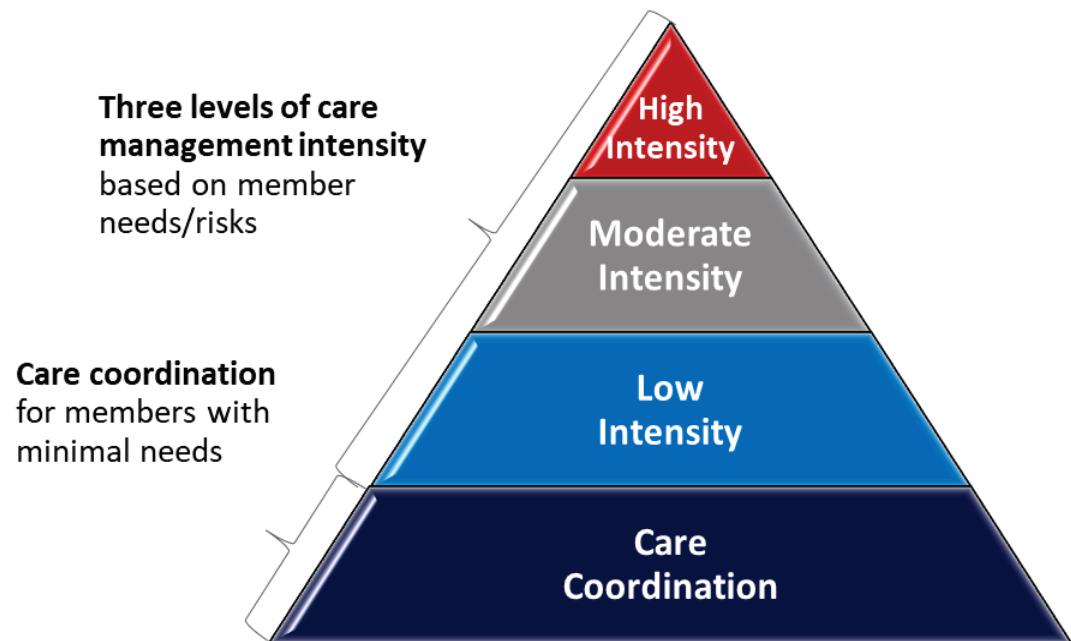 Three levels of care
management intensity
based on member
needs/risks
Care coordination
for members with
minimal needs
High
Intensity
Moderate
Intensity
Low
Intensity
Care
Coordination